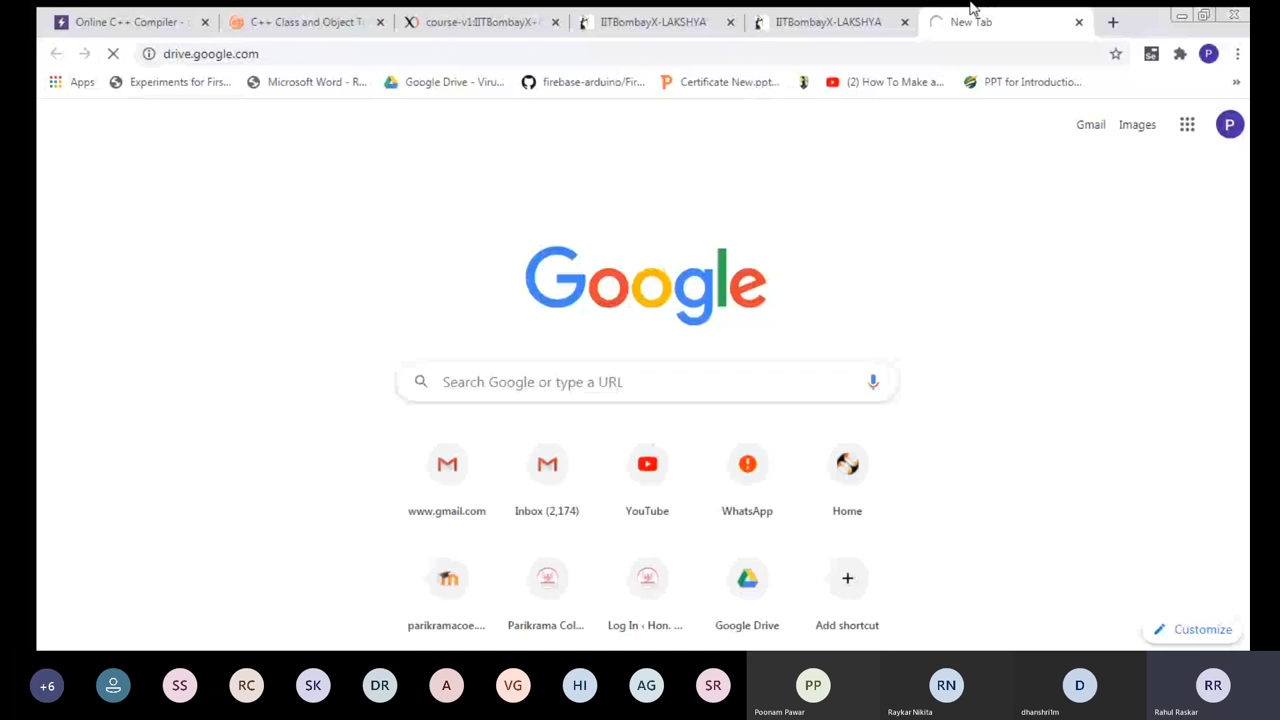 Online C++ Compiler -
C++ Class and Object T
course-v1:IITBombayX+
IITBombayX-LAKSHYA
IITBombayX-LAKSHYA
New Tab
drive.google.com
Se
P
Apps
Experiments for Firs...
Microsoft Word - R...
Google Drive - Viru...
firebase-arduino/Fir...
Certificate New.ppt...
(2) How To Make a...
PPT for Introductio...
»
Gmail
Images
P
Google
Search Google or type a URL
www.gmail.com
Inbox (2,174)
YouTube
WhatsApp
Home
parikramacoe....
Parikrama Col...
Log In ‹ Hon. ...
Google Drive
Add shortcut
Customize
+6
SS
RC
SK
DR
A
VG
HI
AG
SR
PP
Poonam Pawar
RN
Raykar Nikita
D
dhanshri1m
RR
Rahul Raskar